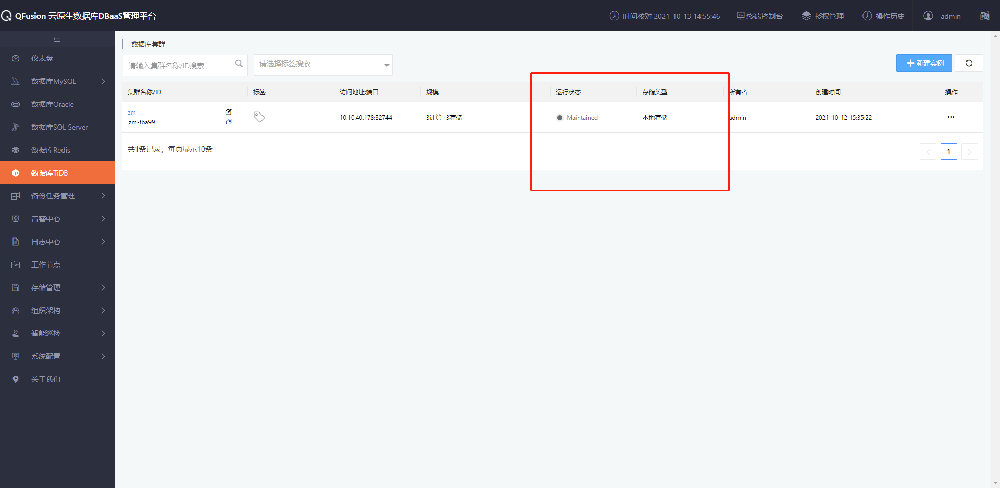 QFusion 云原生数据库DBaaS管理平台
时间校对 2021-10-13 14:55:46
终端控制台
授权管理
操作历史
admin
仪表盘
数据库MySQL
数据库Oracle
数据库SQL Server
数据库Redis
数据库TiDB
备份任务管理
告警中心
日志中心
工作节点
存储管理
组织架构
智能巡检
系统配置
关于我们
数据库集群
请输入集群名称/ID搜索
请选择标签搜索
新建实例
集群名称/ID 标签 访问地址:端口 规模 运行状态 存储类型 所有者 创建时间 操作
zm
zm-fba99
10.10.40.178:32744 3计算+3存储 Maintained 本地存储 admin 2021-10-12 15:35:22 •••
共1条记录，每页显示10条
< 1 >